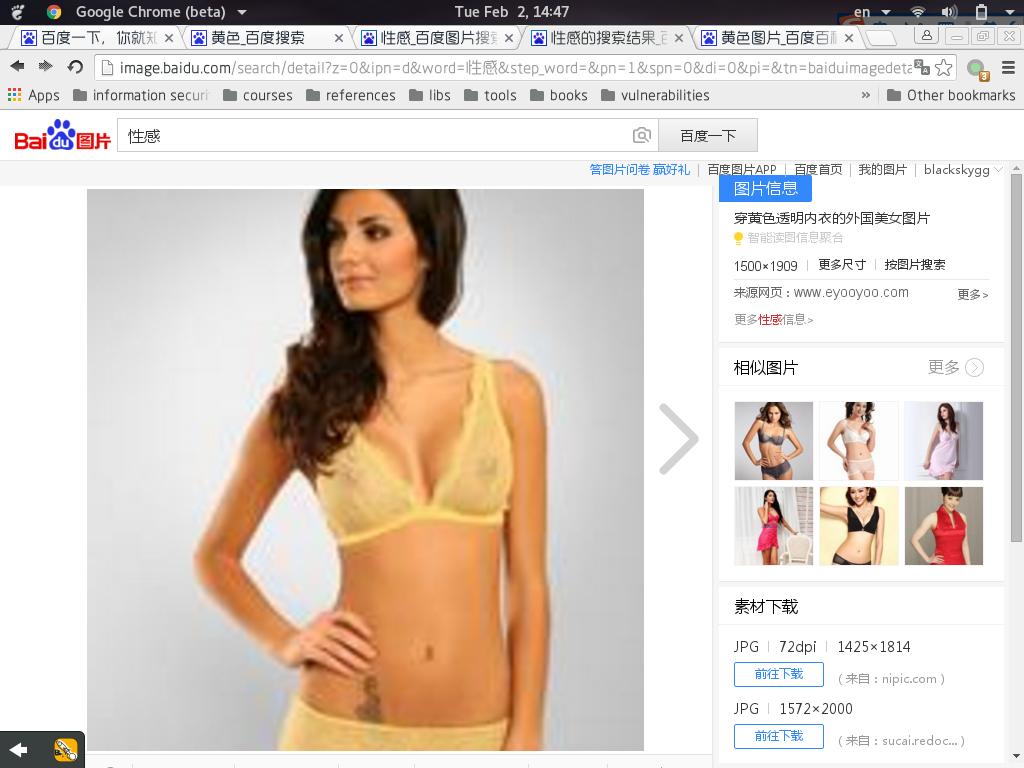 Google Chrome (beta)
Tue Feb 2, 14:47
en
百度一下，你就知
黄色_百度搜索
性感_百度图片搜索
性感的搜索结果_百
黄色图片_百度百
image.baidu.com/search/detail?z=0&ipn=d&word=性感&step_word=&pn=1&spn=0&di=0&pi=&tn=baiduimagedeta
3
Apps
information securi
courses
references
libs
tools
books
vulnerabilities
»
Other bookmarks
Bai du 图片
性感
百度一下
答图片问卷 赢好礼 | 百度图片APP | 百度首页 | 我的图片 | blackskygg
图片信息
穿黄色透明内衣的外国美女图片
智能读图信息聚合
1500×1909 | 更多尺寸 | 按图片搜索
来源网页：www.eyooyoo.com
更多>
更多性感信息>
相似图片
更多
素材下载
JPG | 72dpi | 1425×1814
前往下载
（来自：nipic.com）
JPG | 1572×2000
前往下载
（来自：sucai.redoc...）